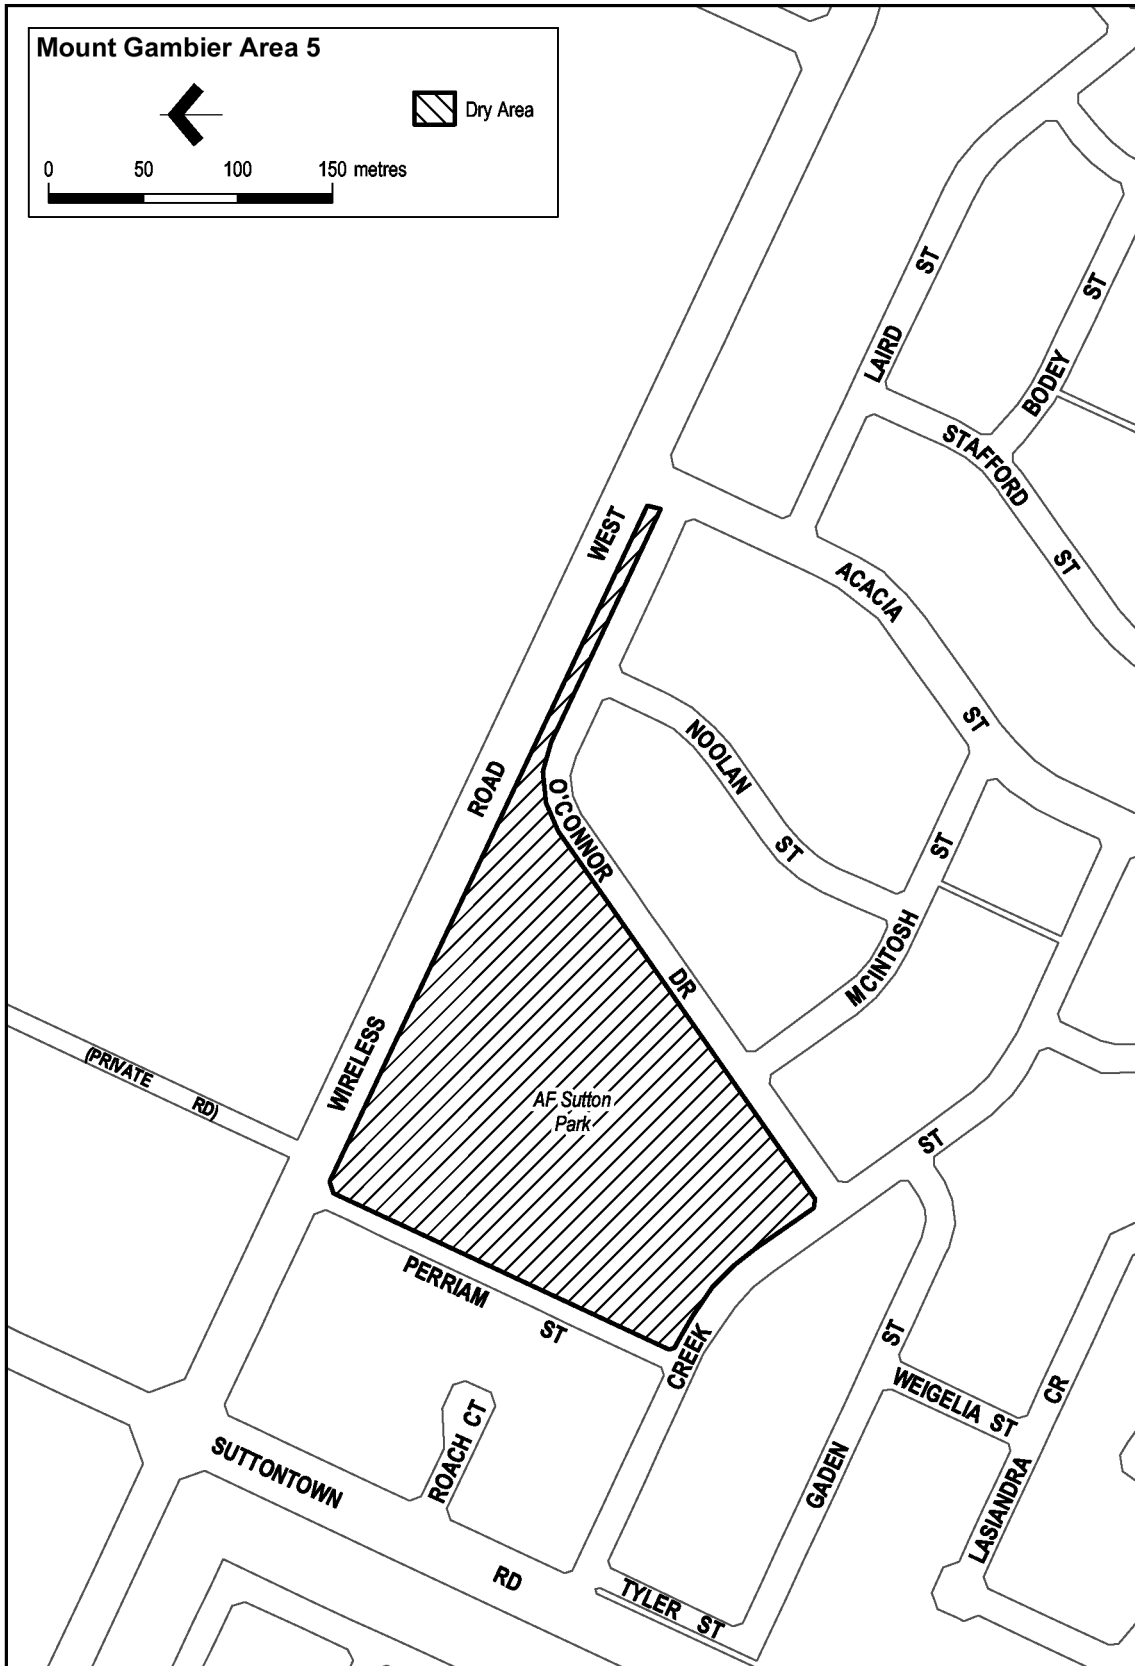 Mount Gambier Area 5
Dry Area
0 50 100 150 metres
LAIRD ST
BODEY ST
STAFFORD ST
WIRELESS ROAD WEST
ACACIA ST
NOOLAN ST
O'CONNOR DR
MCINTOSH ST
(PRIVATE RD)
AF Sutton
Park
PERRIAM ST
CREEK ST
GADEN ST
WEIGELIA ST
LASIANDRA CR
ROACH CT
SUTTONTOWN RD
TYLER ST